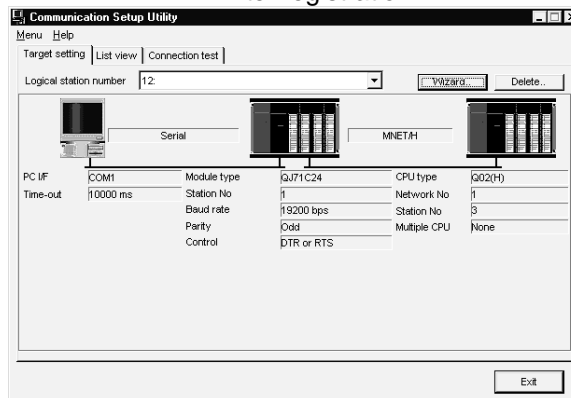 Communication Setup Utility
Menu Help
Target setting List view Connection test
Logical station number 12: Wizard... Delete...
Serial MNET/H
PC I/F COM1 Module type QJ71C24 CPU type Q02(H)
Time-out 10000 ms Station No 1 Network No 1
Baud rate 19200 bps Station No 3
Parity Odd Multiple CPU None
Control DTR or RTS
Exit